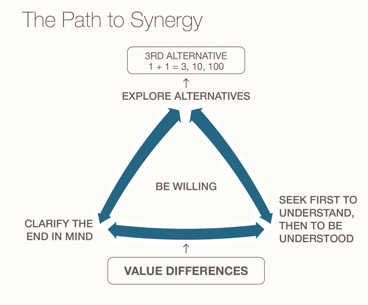 The Path to Synergy
3RD ALTERNATIVE
1 + 1 = 3, 10, 100
EXPLORE ALTERNATIVES
BE WILLING
CLARIFY THE
END IN MIND
SEEK FIRST TO
UNDERSTAND,
THEN TO BE
UNDERSTOOD
VALUE DIFFERENCES